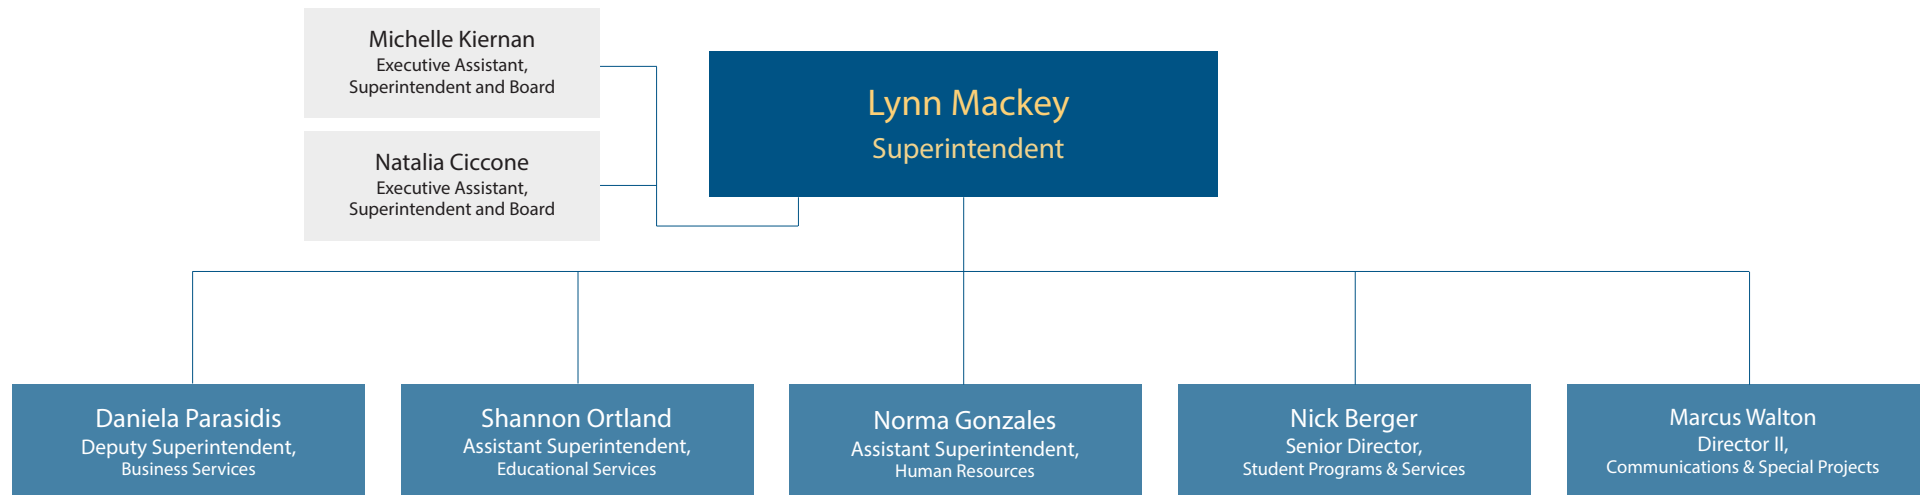 Michelle Kiernan
Executive Assistant,
Superintendent and Board
Lynn Mackey
Superintendent
Natalia Ciccone
Executive Assistant,
Superintendent and Board
Daniela Parasidis
Deputy Superintendent,
Business Services
Shannon Ortland
Assistant Superintendent,
Educational Services
Norma Gonzales
Assistant Superintendent,
Human Resources
Nick Berger
Senior Director,
Student Programs & Services
Marcus Walton
Director II,
Communications & Special Projects